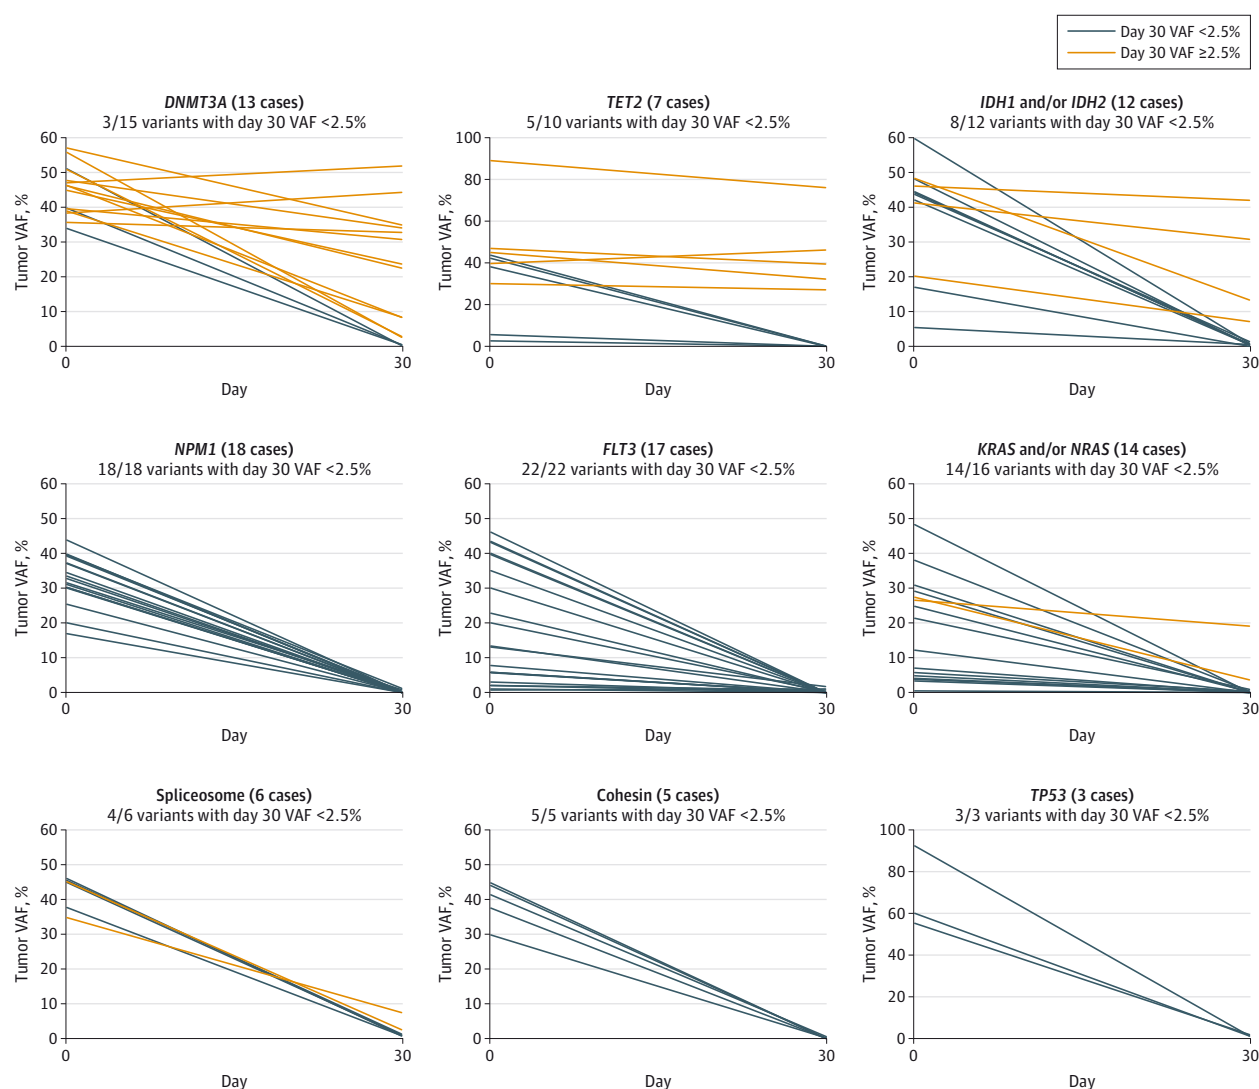 Day 30 VAF <2.5%
Day 30 VAF ≥2.5%
DNMT3A (13 cases)
3/15 variants with day 30 VAF <2.5%
60
50
40
30
20
10
0
Tumor VAF, %
0
30
Day
TET2 (7 cases)
5/10 variants with day 30 VAF <2.5%
100
80
60
40
20
0
Tumor VAF, %
0
30
Day
IDH1 and/or IDH2 (12 cases)
8/12 variants with day 30 VAF <2.5%
60
50
40
30
20
10
0
Tumor VAF, %
0
30
Day
NPM1 (18 cases)
18/18 variants with day 30 VAF <2.5%
60
50
40
30
20
10
0
Tumor VAF, %
0
30
Day
FLT3 (17 cases)
22/22 variants with day 30 VAF <2.5%
60
50
40
30
20
10
0
Tumor VAF, %
0
30
Day
KRAS and/or NRAS (14 cases)
14/16 variants with day 30 VAF <2.5%
60
50
40
30
20
10
0
Tumor VAF, %
0
30
Day
Spliceosome (6 cases)
4/6 variants with day 30 VAF <2.5%
60
50
40
30
20
10
0
Tumor VAF, %
0
30
Day
Cohesin (5 cases)
5/5 variants with day 30 VAF <2.5%
60
50
40
30
20
10
0
Tumor VAF, %
0
30
Day
TP53 (3 cases)
3/3 variants with day 30 VAF <2.5%
100
80
60
40
20
0
Tumor VAF, %
0
30
Day